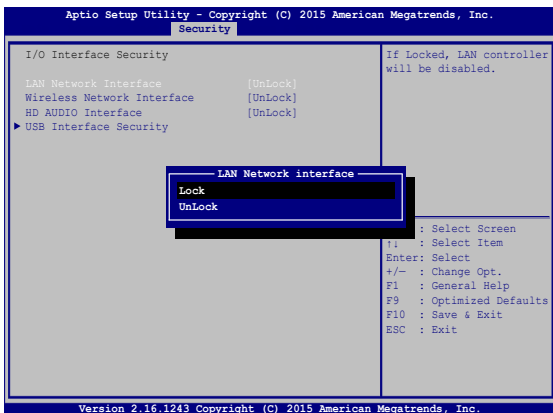 Aptio Setup Utility - Copyright (C) 2015 American Megatrends, Inc.
Security
I/O Interface Security
LAN Network Interface [UnLock]
Wireless Network Interface [UnLock]
HD AUDIO Interface [UnLock]
USB Interface Security
If Locked, LAN controller
will be disabled.
LAN Network interface
Lock
UnLock
: Select Screen
↑↓ : Select Item
Enter: Select
+/— : Change Opt.
F1 : General Help
F9 : Optimized Defaults
F10 : Save & Exit
ESC : Exit
Version 2.16.1243 Copyright (C) 2015 American Megatrends, Inc.